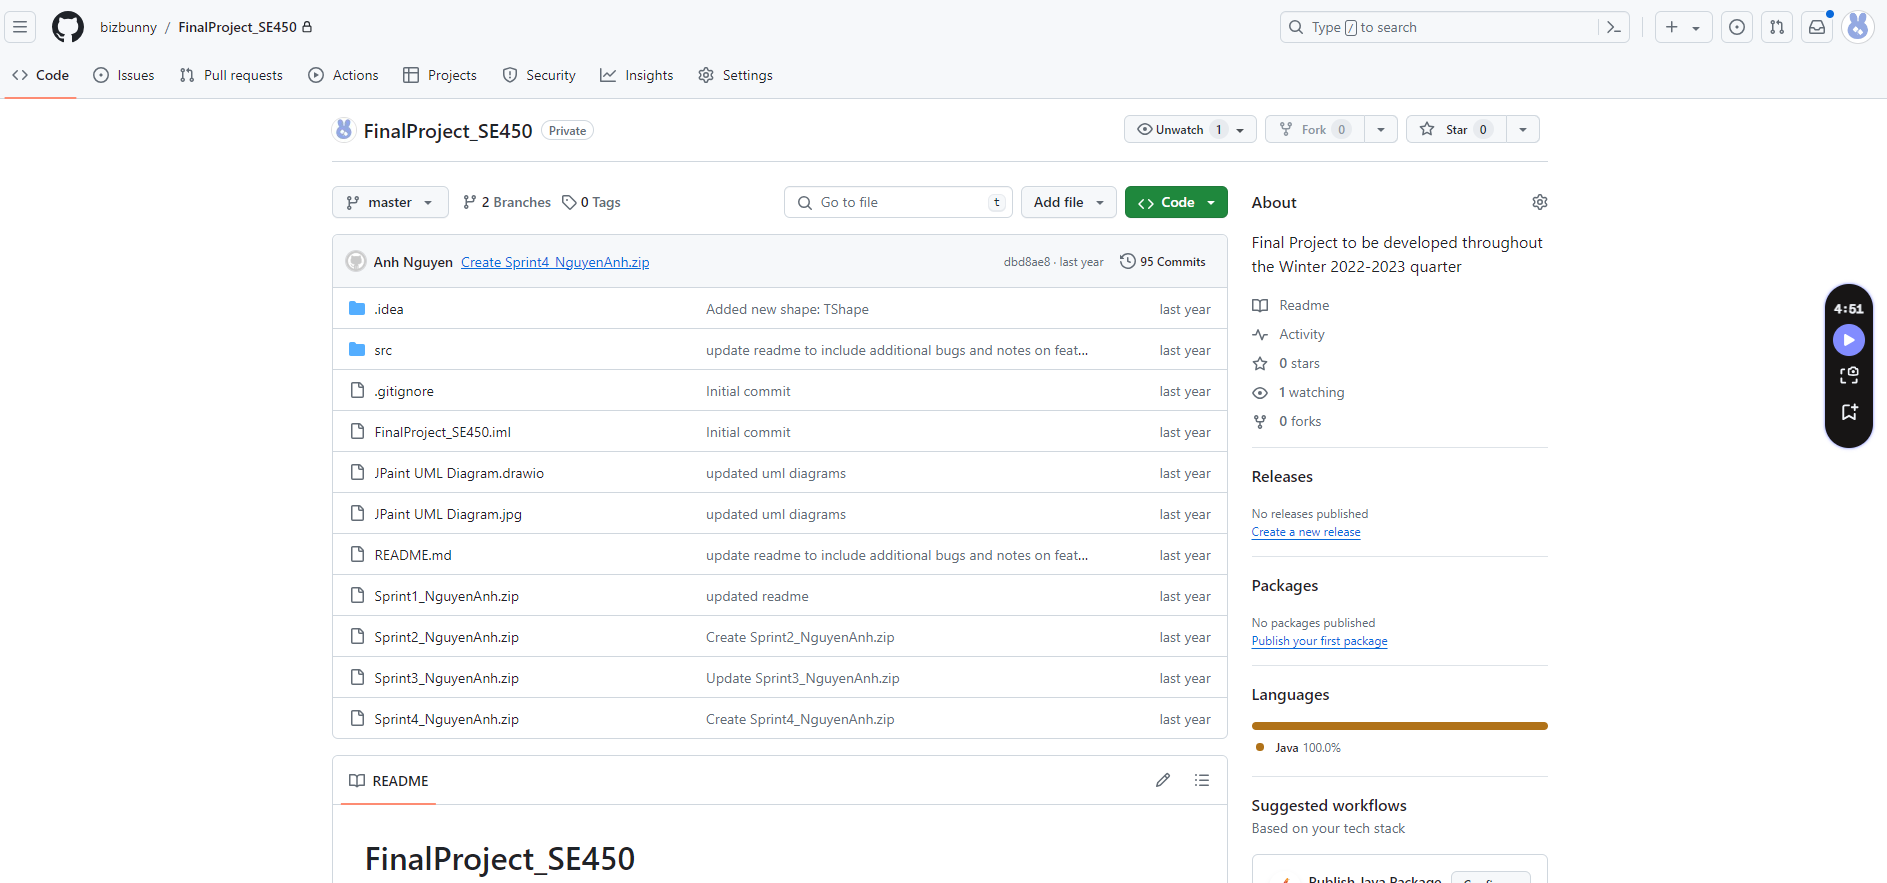 bizbunny / FinalProject_SE450
Type / to search
Code Issues Pull requests Actions Projects Security Insights Settings
FinalProject_SE450 Private
Unwatch 1 Fork 0 Star 0
master 2 Branches 0 Tags Go to file t Add file Code
Anh Nguyen Create Sprint4_NguyenAnh.zip dbd8ae8 · last year 95 Commits
.idea Added new shape: TShape last year
src update readme to include additional bugs and notes on feat... last year
.gitignore Initial commit last year
FinalProject_SE450.iml Initial commit last year
JPaint UML Diagram.drawio updated uml diagrams last year
JPaint UML Diagram.jpg updated uml diagrams last year
README.md update readme to include additional bugs and notes on feat... last year
Sprint1_NguyenAnh.zip updated readme last year
Sprint2_NguyenAnh.zip Create Sprint2_NguyenAnh.zip last year
Sprint3_NguyenAnh.zip Update Sprint3_NguyenAnh.zip last year
Sprint4_NguyenAnh.zip Create Sprint4_NguyenAnh.zip last year
README
FinalProject_SE450
About
Final Project to be developed throughout
the Winter 2022-2023 quarter
Readme
Activity
0 stars
1 watching
0 forks
Releases
No releases published
Create a new release
Packages
No packages published
Publish your first package
Languages
Java 100.0%
Suggested workflows
Based on your tech stack
Publish Java Package
4:51